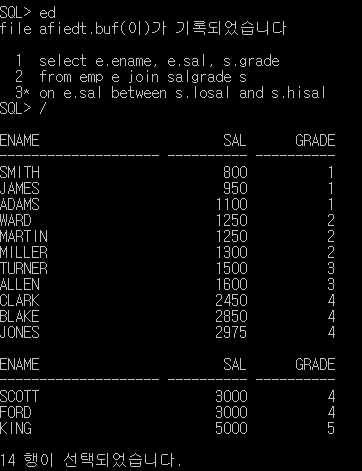 SQL> ed
file afiedt.buf(이)가 기록되었습니다
1 select e.ename, e.sal, s.grade
2 from emp e join salgrade s
3* on e.sal between s.losal and s.hisal
SQL> /
ENAME SAL GRADE
-------------------- ---------- ----------
SMITH 800 1
JAMES 950 1
ADAMS 1100 1
WARD 1250 2
MARTIN 1250 2
MILLER 1300 2
TURNER 1500 3
ALLEN 1600 3
CLARK 2450 4
BLAKE 2850 4
JONES 2975 4
ENAME SAL GRADE
-------------------- ---------- ----------
SCOTT 3000 4
FORD 3000 4
KING 5000 5
14 행이 선택되었습니다.